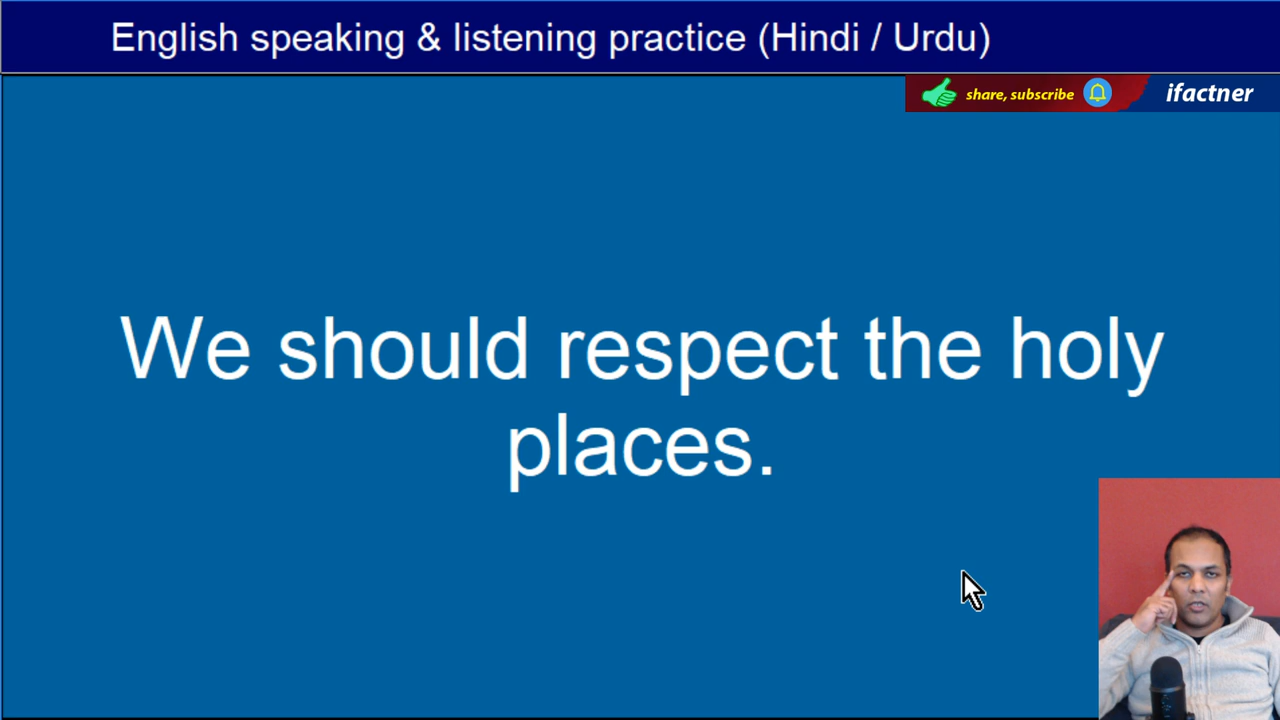 English speaking & listening practice (Hindi / Urdu)
share, subscribe
ifactner
We should respect the holy
places.